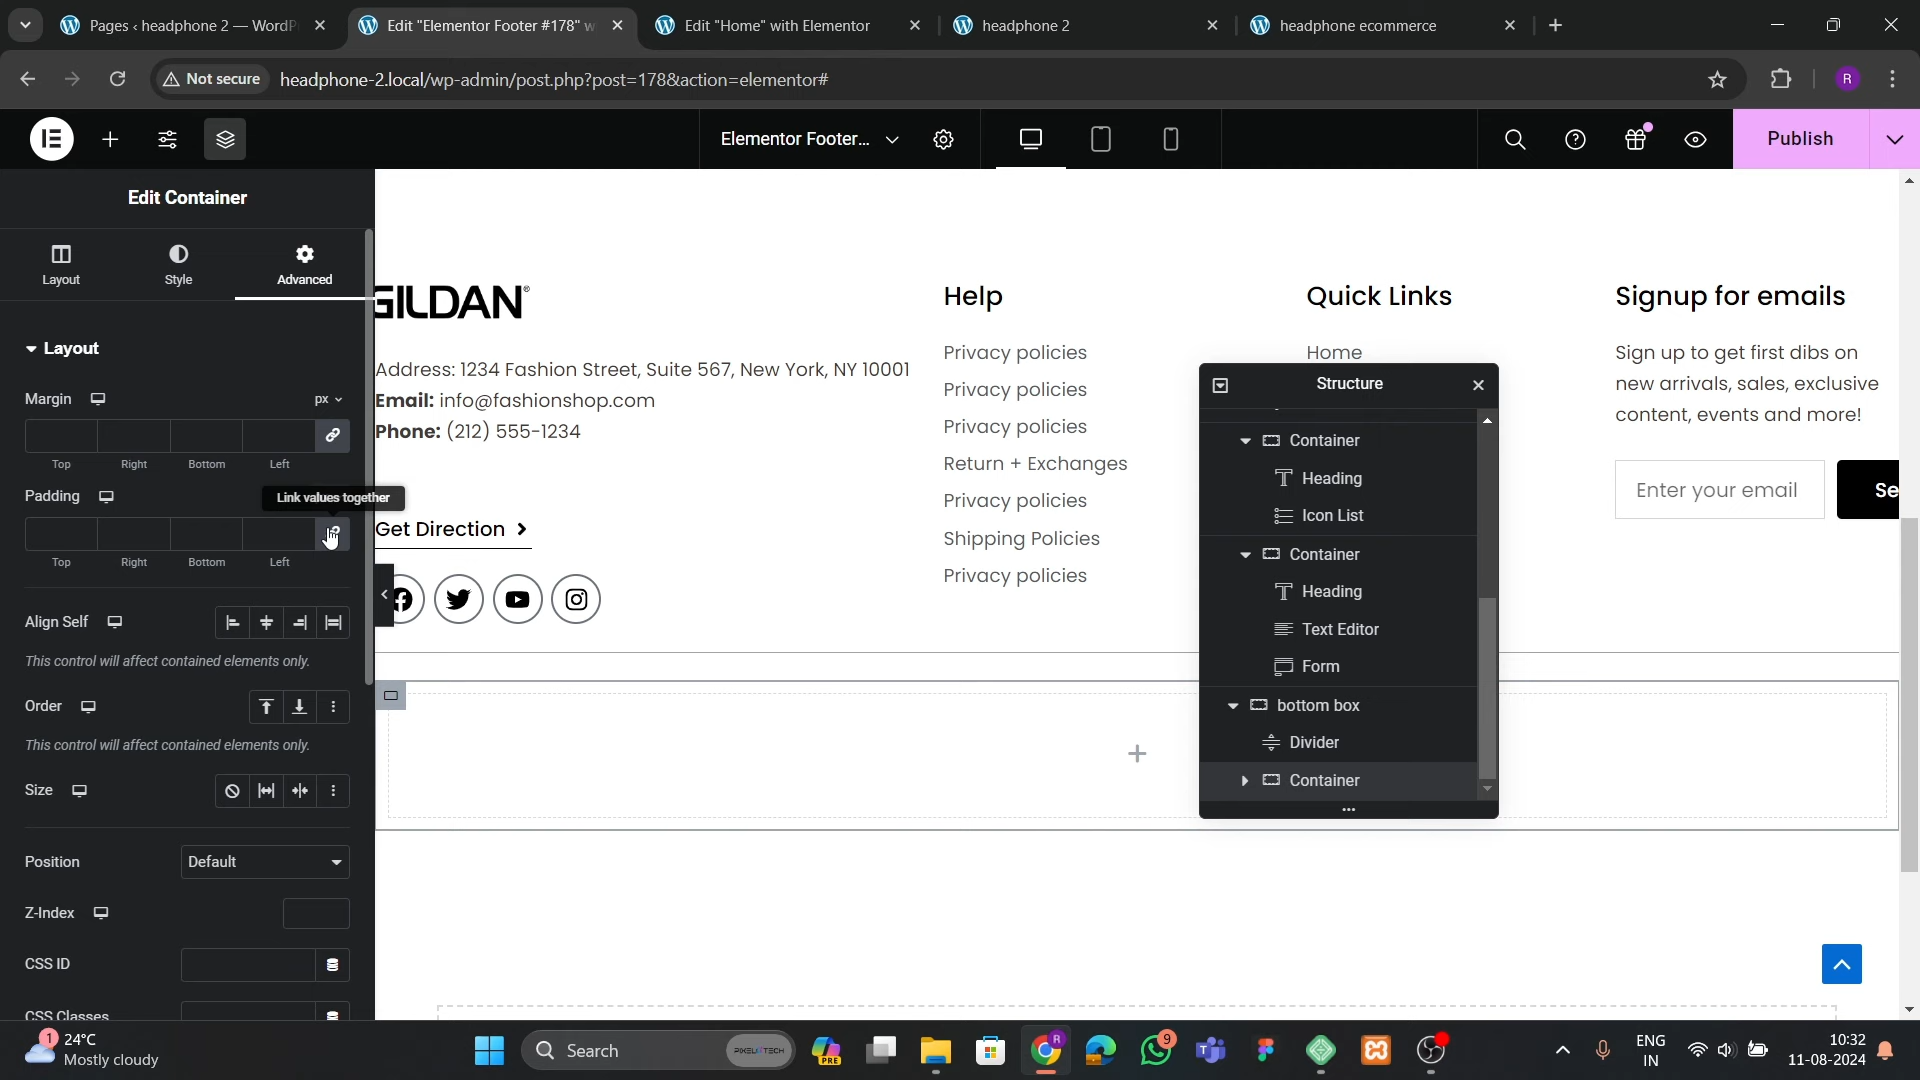 Pages ‹ headphone 2 — WordP
Edit "Elementor Footer #178" w
Edit "Home" with Elementor
headphone 2
headphone ecommerce
Not secure
headphone-2.local/wp-admin/post.php?post=178&action=elementor#
R
Elementor Footer...
Publish
Edit Container
Layout
Style
Advanced
Layout
Margin
px
Top
Right
Bottom
Left
Padding
Link values together
Top
Right
Bottom
Left
Align Self
This control will affect contained elements only.
Order
This control will affect contained elements only.
Size
Position
Default
Z-Index
CSS ID
CSS Classes
GILDAN®
Address: 1234 Fashion Street, Suite 567, New York, NY 10001
Email: info@fashionshop.com
Phone: (212) 555-1234
Get Direction
Help
Privacy policies
Privacy policies
Privacy policies
Return + Exchanges
Privacy policies
Shipping Policies
Privacy policies
Quick Links
Home
Signup for emails
Sign up to get first dibs on
new arrivals, sales, exclusive
content, events and more!
Enter your email
Se
Structure
Container
Heading
Icon List
Container
Heading
Text Editor
Form
bottom box
Divider
Container
1
24°C
Mostly cloudy
Search
PIXEL TECH
PRE
R
9
ENG
IN
10:32
11-08-2024